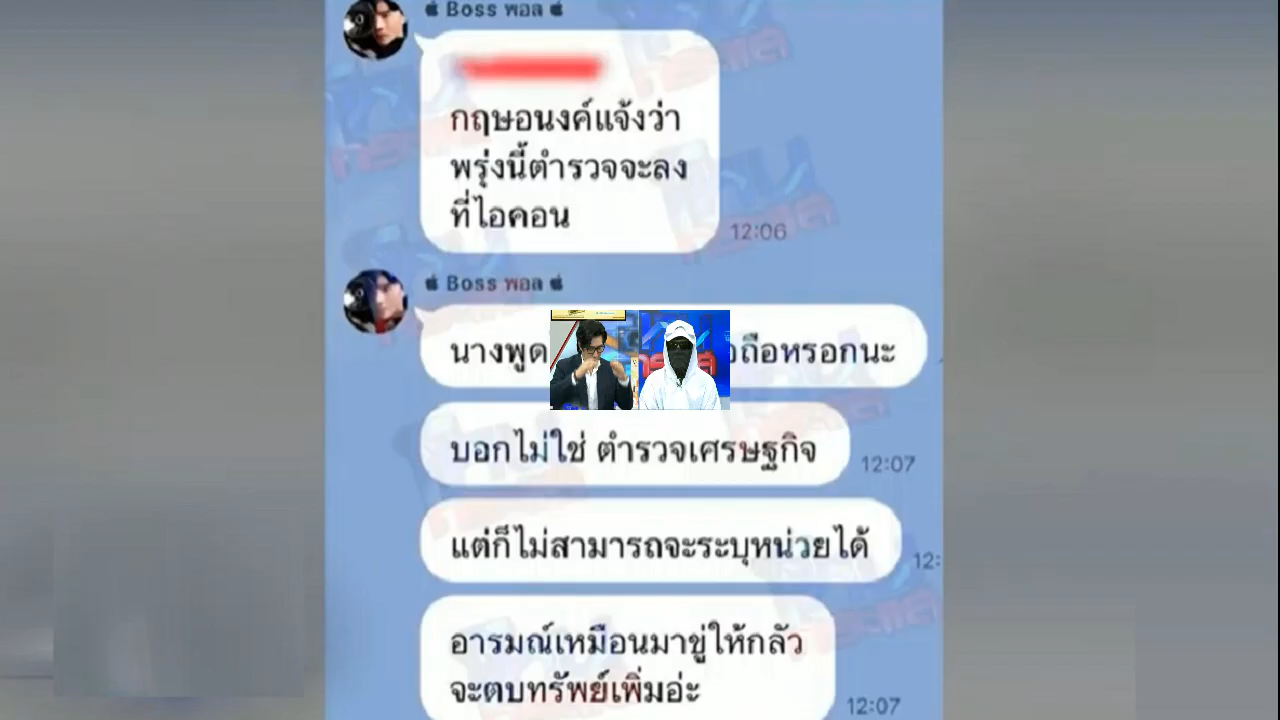 Boss พอล
กฤษอนงค์แจ้งว่า
พรุ่งนี้ตำรวจจะลง
ที่ไอคอน
12:06
Boss พอล
นางพูด ถือหรอกนะ
บอกไม่ใช่ ตำรวจเศรษฐกิจ
12:07
แต่ก็ไม่สามารถจะระบุหน่วยได้
12:
อารมณ์เหมือนมาขู่ให้กลัว
จะตบทรัพย์เพิ่มอ่ะ
12:07